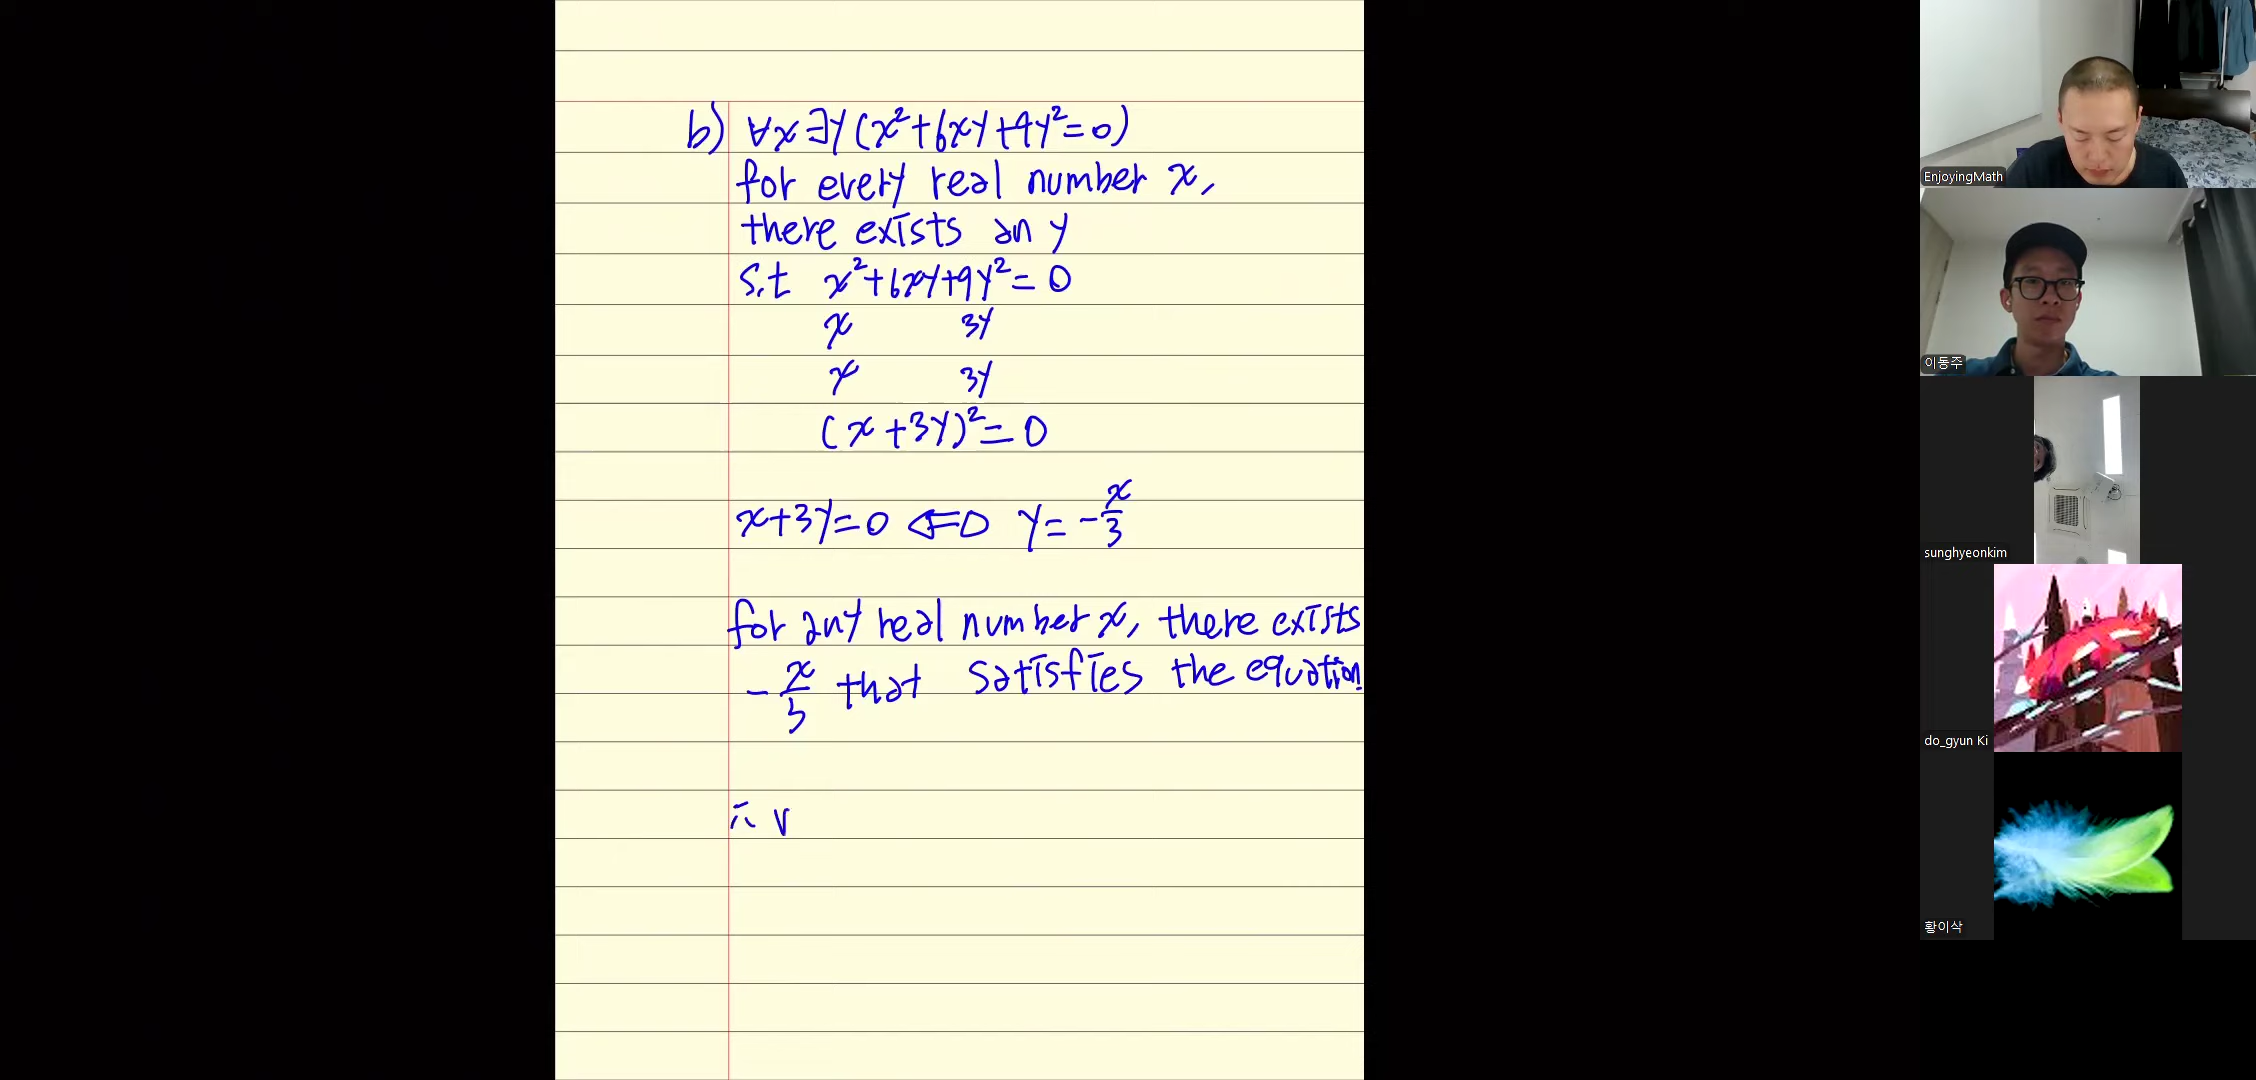 b) ∀x∃y(x²+6xy+9y²=0)
for every real number x,
there exists an y
s.t x²+6xy+9y²=0
x 3y
x 3y
(x+3y)²=0
x+3y=0 ⇔ y=-x/3
for any real number x, there exists
-x/3 that satisfies the equation
∴ v
EnjoyingMath
이동주
sunghyeonkim
do_gyun Ki
황이삭